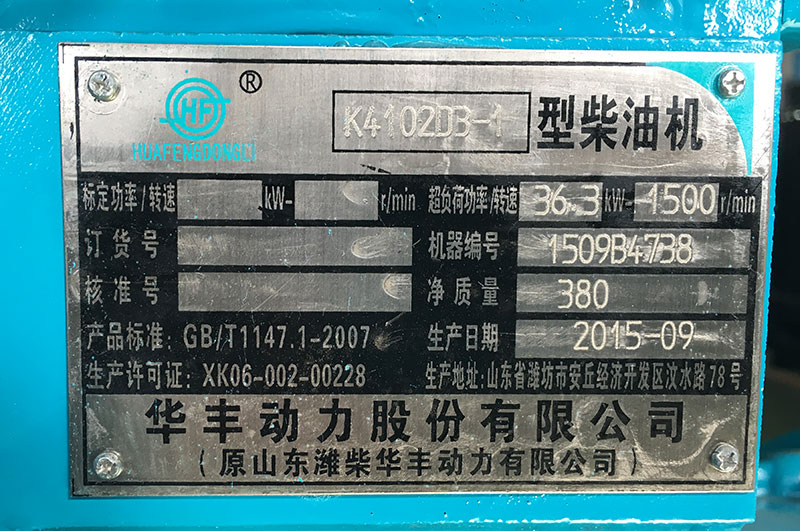 HF ®
HUAFENGDONGLI
K4102D3-1 型柴油机
标定功率/转速 kW- r/min 超负荷功率/转速 36.3 kW- 1500 r/min
订货号 机器编号 1509B4738
核准号 净质量 380
产品标准: GB/T1147.1-2007 生产日期 2015-09
生产许可证: XK06-002-00228 生产地址:山东省潍坊市安丘经济开发区汶水路78号
华丰动力股份有限公司
(原山东潍柴华丰动力有限公司)